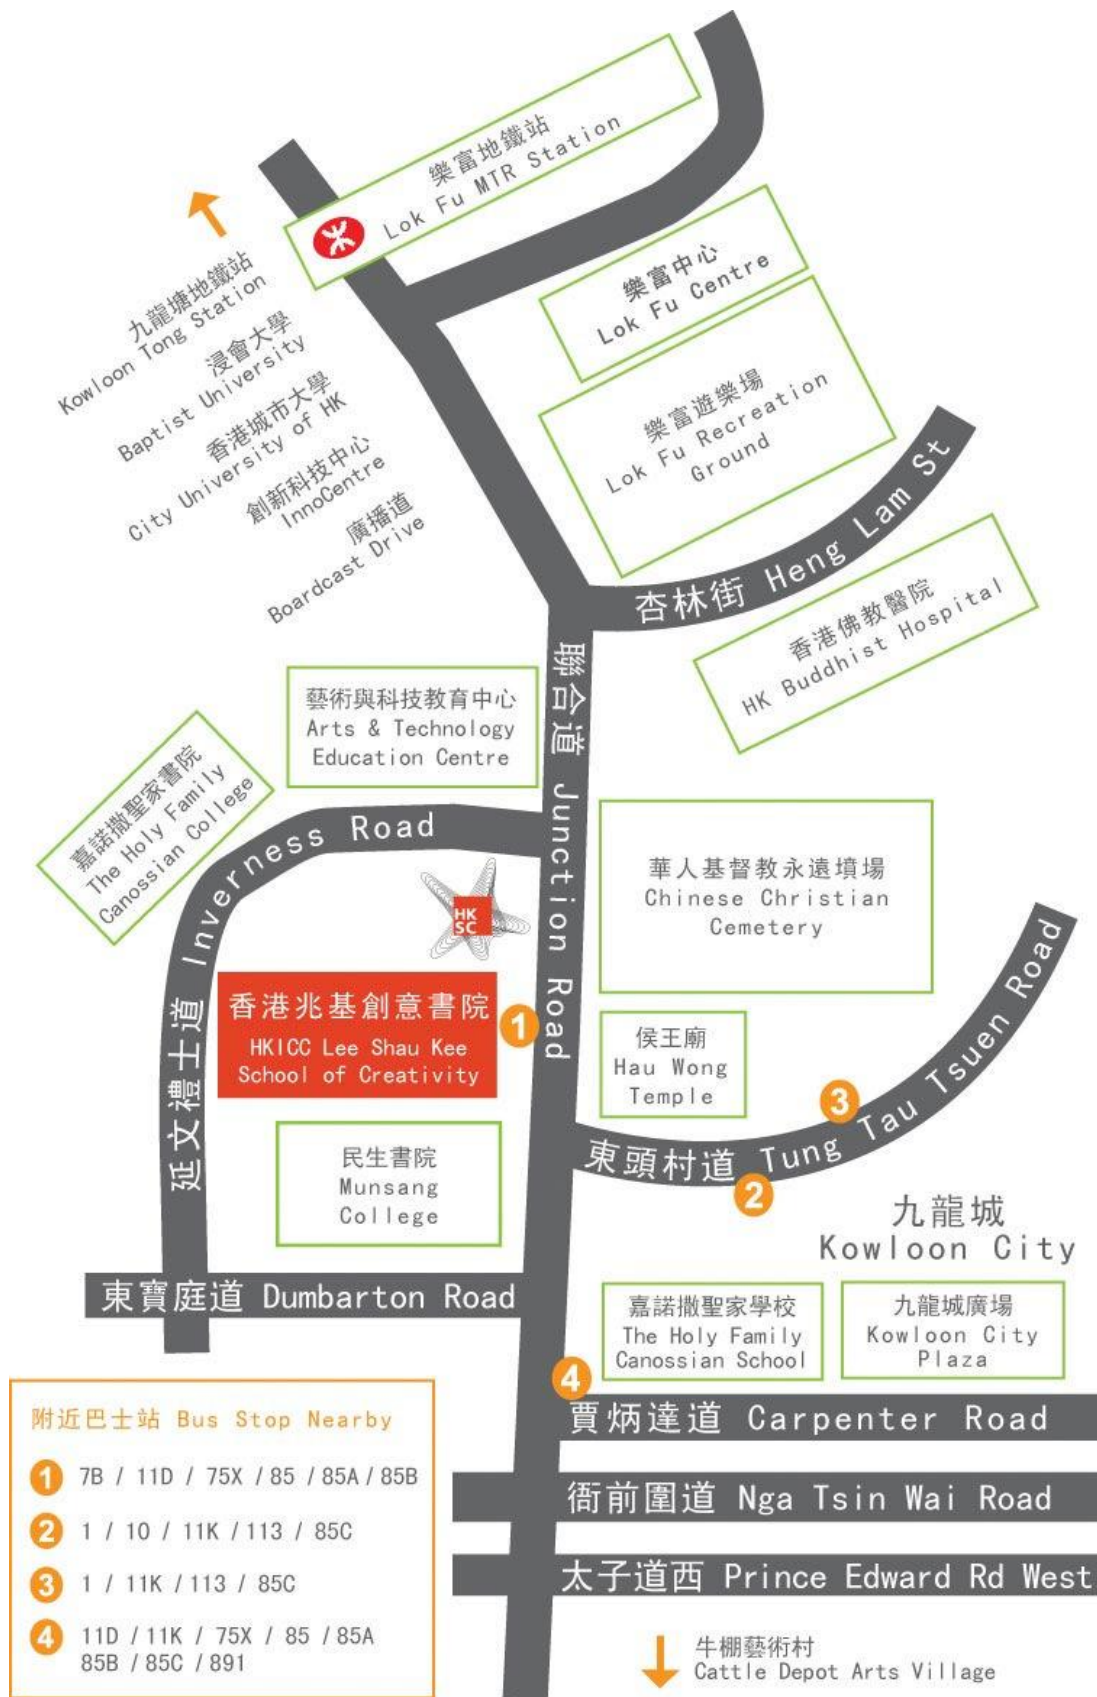 樂富地鐵站
Lok Fu MTR Station
九龍塘地鐵站
Kowloon Tong Station
浸會大學
Baptist University
香港城市大學
City University of HK
創新科技中心
InnoCentre
廣播道
Boardcast Drive
樂富中心
Lok Fu Centre
樂富遊樂場
Lok Fu Recreation
Ground
杏林街 Heng Lam St
香港佛教醫院
HK Buddhist Hospital
聯合道 Junction Road
藝術與科技教育中心
Arts & Technology
Education Centre
嘉諾撒聖家書院
The Holy Family
Canossian College
延文禮士道 Inverness Road
華人基督教永遠墳場
Chinese Christian
Cemetery
HK
SC
香港兆基創意書院
HKICC Lee Shau Kee
School of Creativity
1
侯王廟
Hau Wong
Temple
3
東頭村道 Tung Tau Tsuen Road
2
民生書院
Munsang
College
九龍城
Kowloon City
東寶庭道 Dumbarton Road
嘉諾撒聖家學校
The Holy Family
Canossian School
九龍城廣場
Kowloon City
Plaza
4
賈炳達道 Carpenter Road
衙前圍道 Nga Tsin Wai Road
太子道西 Prince Edward Rd West
附近巴士站 Bus Stop Nearby
1 7B / 11D / 75X / 85 / 85A / 85B
2 1 / 10 / 11K / 113 / 85C
3 1 / 11K / 113 / 85C
4 11D / 11K / 75X / 85 / 85A
85B / 85C / 891
牛棚藝術村
Cattle Depot Arts Village